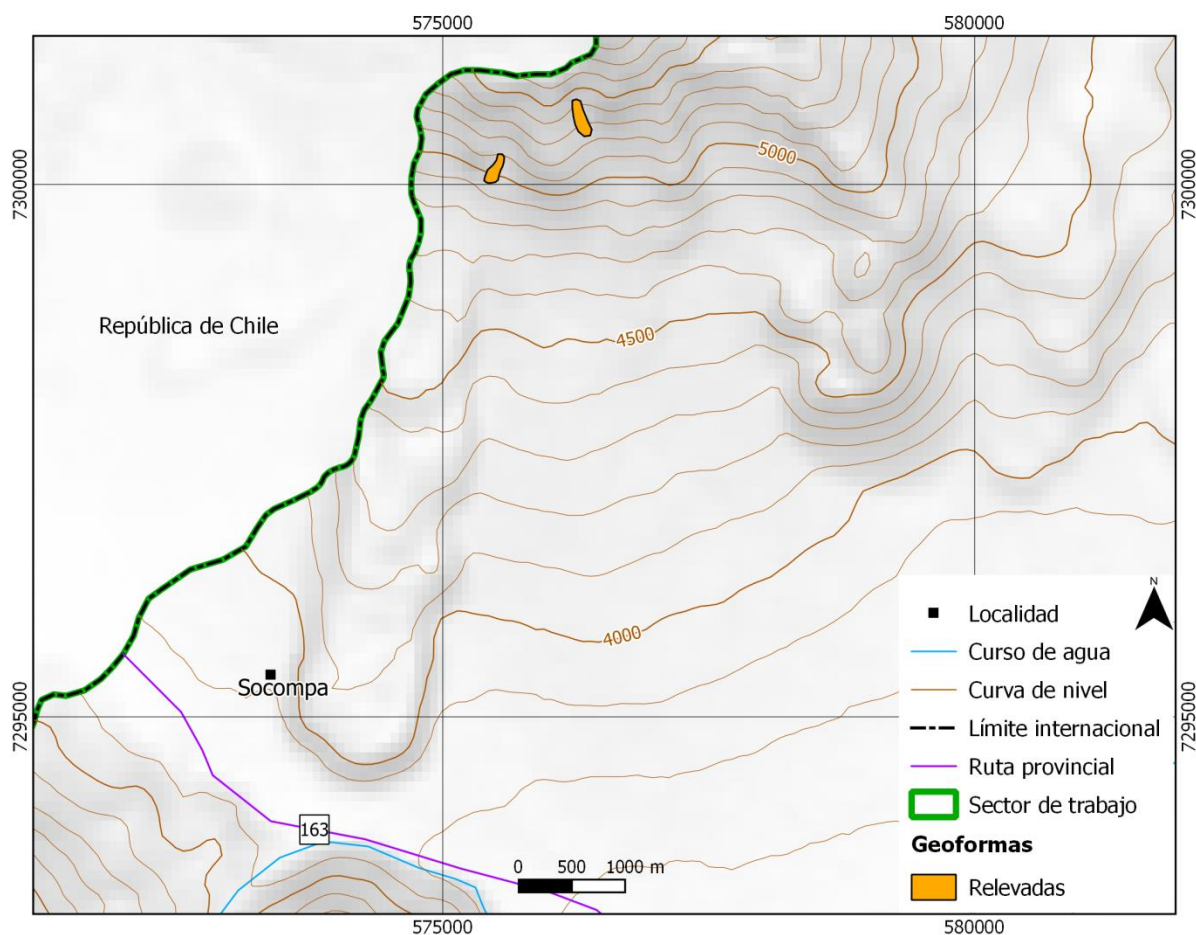 575000
580000
7300000
7300000
5000
República de Chile
4500
4000
Socompa
7295000
7295000
163
0 500 1000 m
N
Localidad
Curso de agua
Curva de nivel
Límite internacional
Ruta provincial
Sector de trabajo
Geoformas
Relevadas
575000
580000